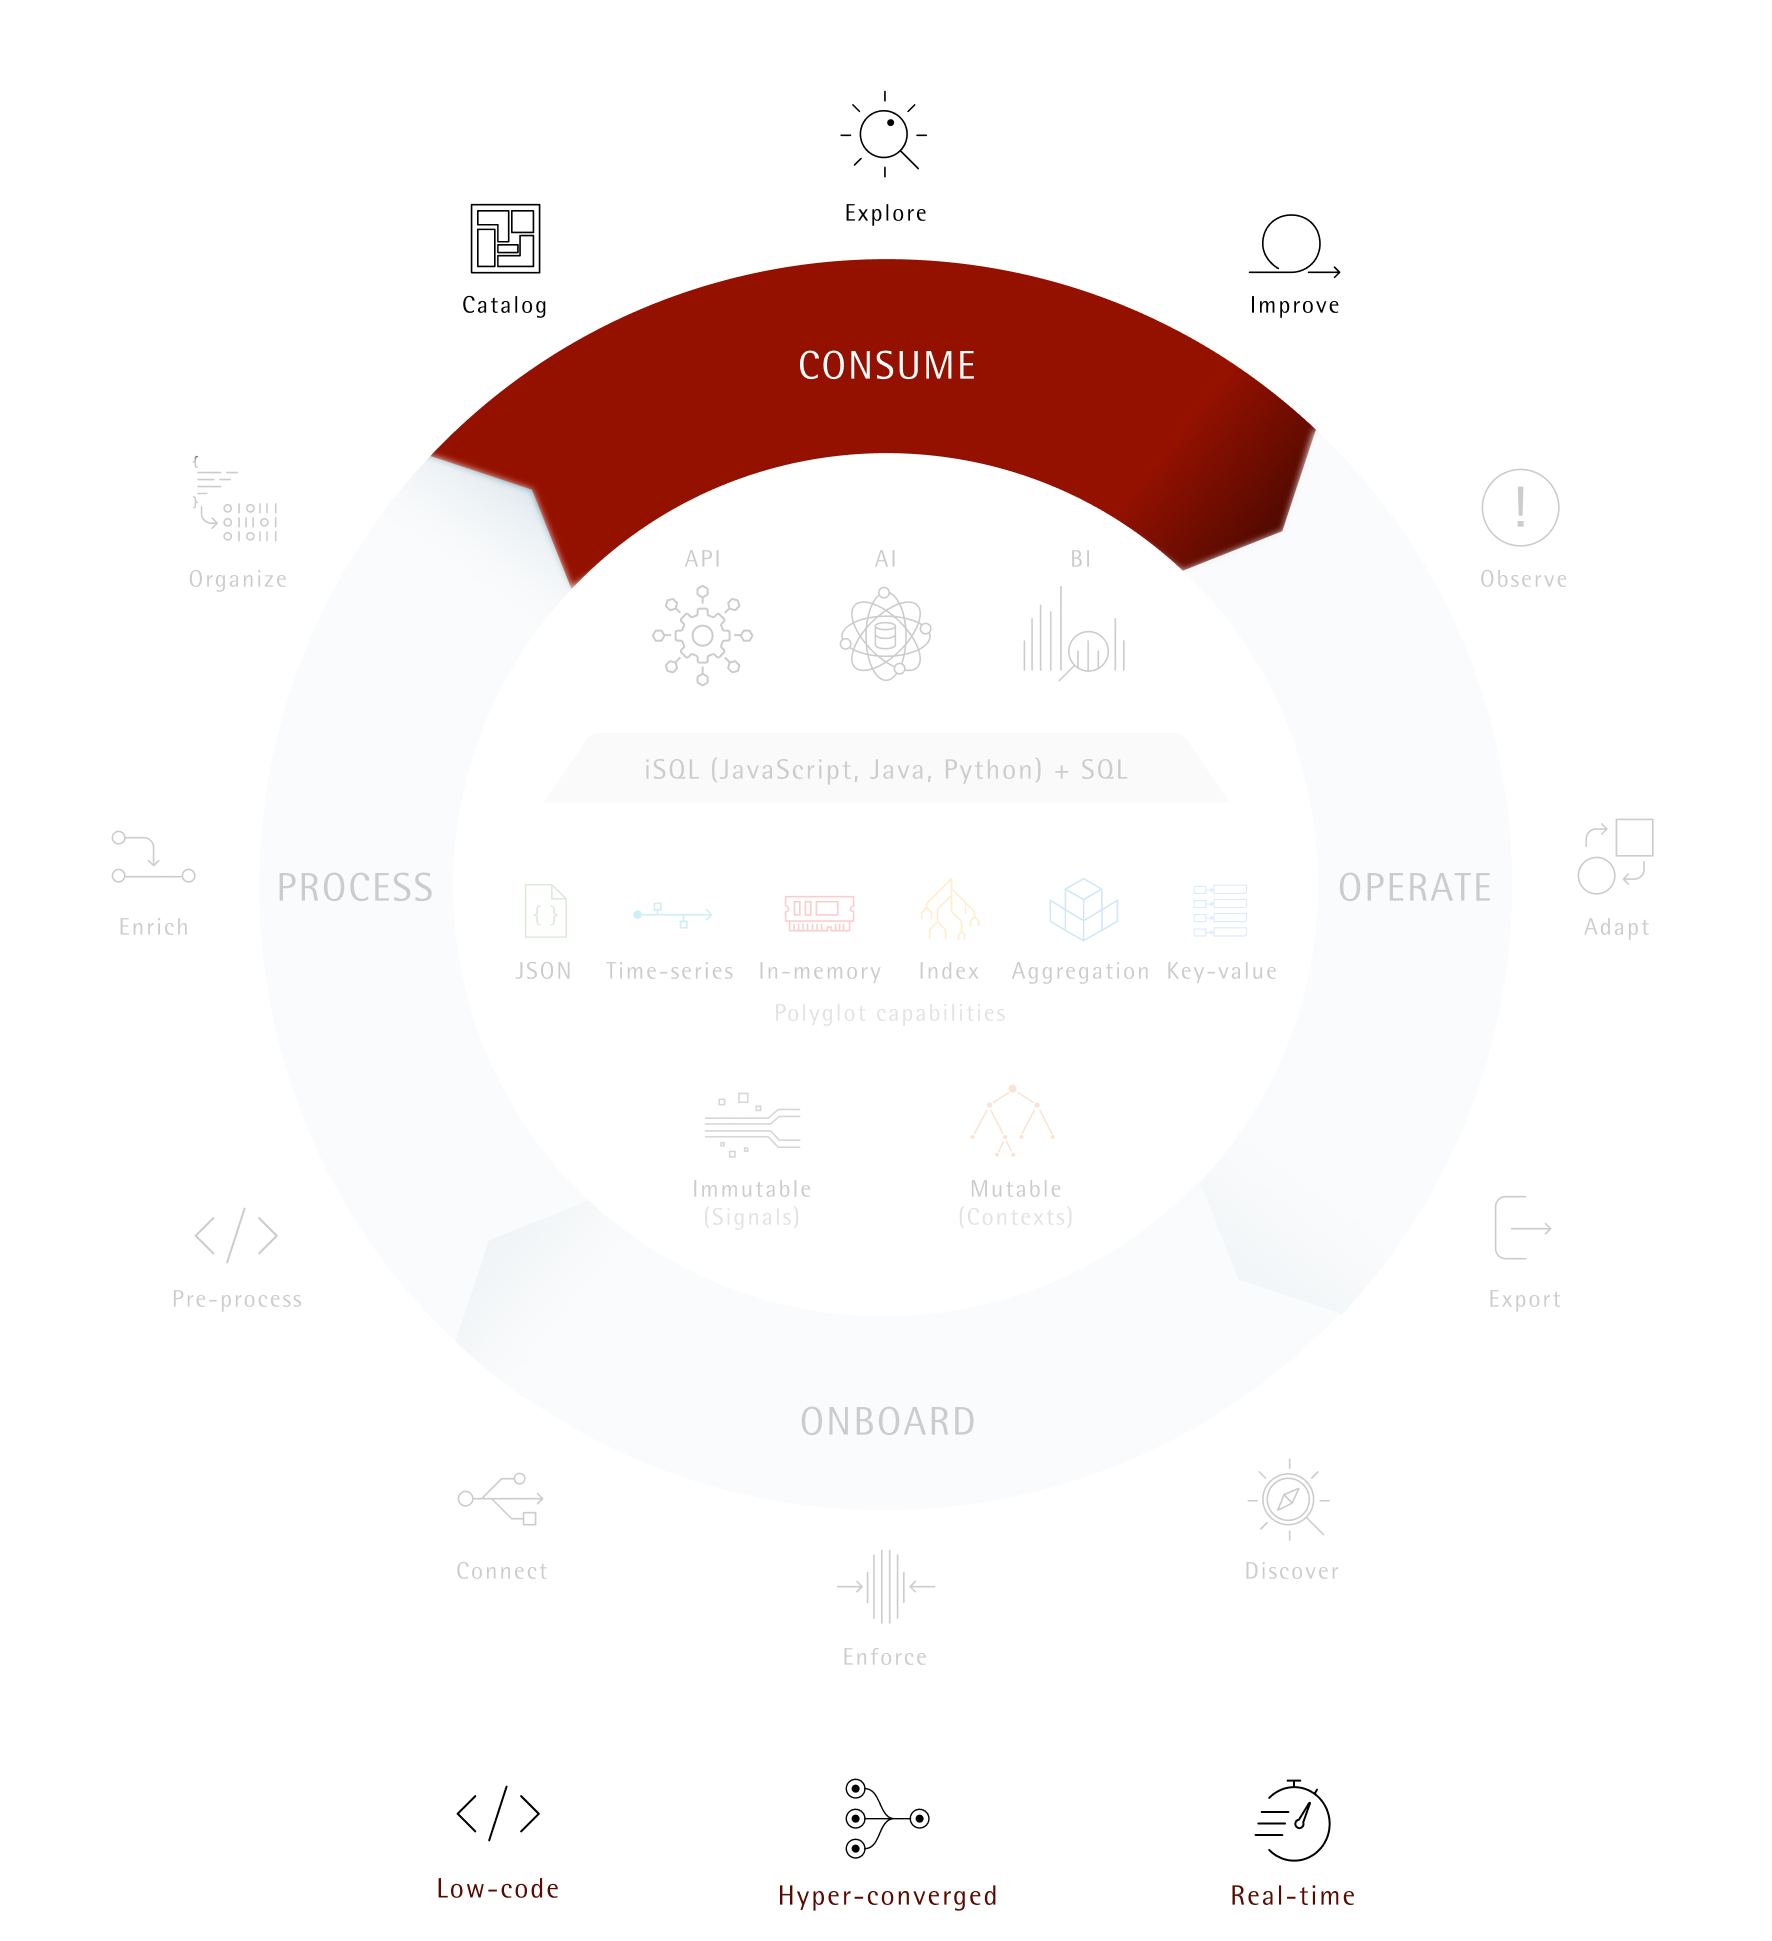 Explore
Catalog
Improve
CONSUME
Organize
Observe
API
AI
BI
iSQL (JavaScript, Java, Python) + SQL
PROCESS
OPERATE
Enrich
Adapt
{ }
JSON
Time-series
In-memory
Index
Aggregation
Key-value
Polyglot capabilities
Immutable
(Signals)
Mutable
(Contexts)
Pre-process
Export
ONBOARD
Connect
Discover
Enforce
Low-code
Hyper-converged
Real-time